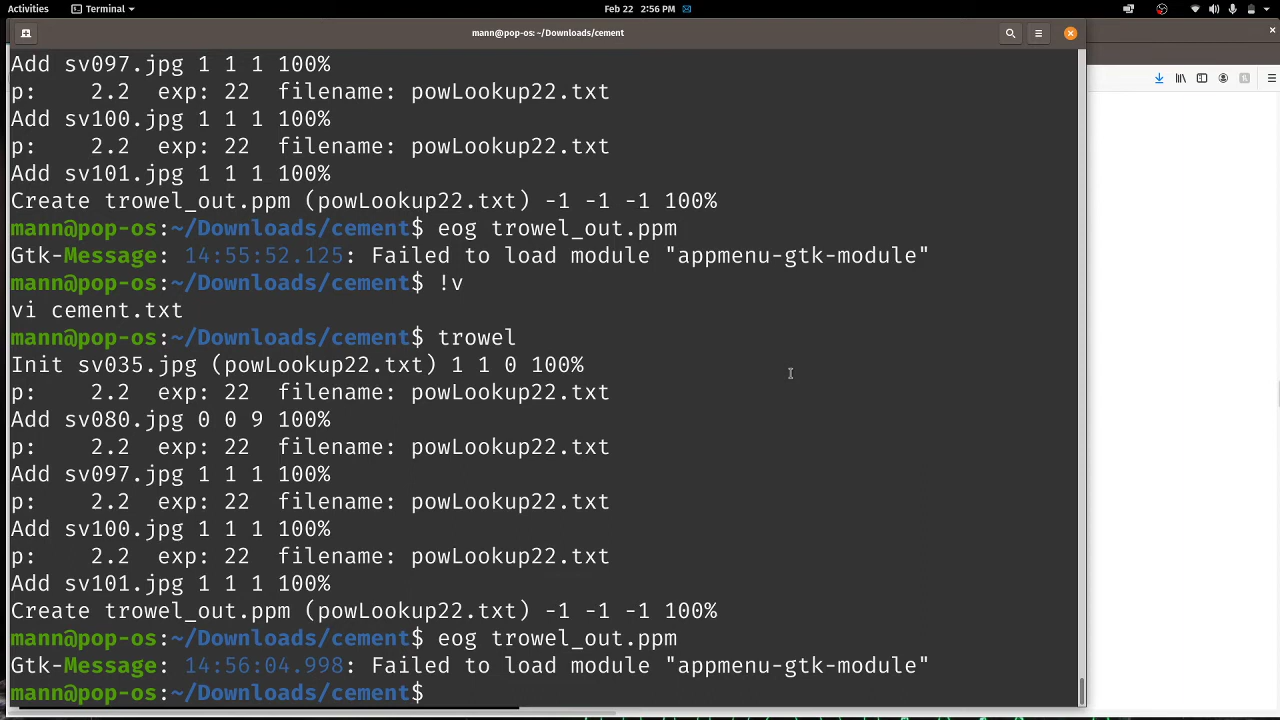 Activities Terminal Feb 22 2:56 PM
mann@pop-os: ~/Downloads/cement
Add sv097.jpg 1 1 1 100%
p:     2.2  exp: 22  filename: powLookup22.txt
Add sv100.jpg 1 1 1 100%
p:     2.2  exp: 22  filename: powLookup22.txt
Add sv101.jpg 1 1 1 100%
Create trowel_out.ppm (powLookup22.txt) -1 -1 -1 100%
mann@pop-os:~/Downloads/cement$ eog trowel_out.ppm
Gtk-Message: 14:55:52.125: Failed to load module "appmenu-gtk-module"
mann@pop-os:~/Downloads/cement$ !v
vi cement.txt
mann@pop-os:~/Downloads/cement$ trowel
Init sv035.jpg (powLookup22.txt) 1 1 0 100%
p:     2.2  exp: 22  filename: powLookup22.txt
Add sv080.jpg 0 0 9 100%
p:     2.2  exp: 22  filename: powLookup22.txt
Add sv097.jpg 1 1 1 100%
p:     2.2  exp: 22  filename: powLookup22.txt
Add sv100.jpg 1 1 1 100%
p:     2.2  exp: 22  filename: powLookup22.txt
Add sv101.jpg 1 1 1 100%
Create trowel_out.ppm (powLookup22.txt) -1 -1 -1 100%
mann@pop-os:~/Downloads/cement$ eog trowel_out.ppm
Gtk-Message: 14:56:04.998: Failed to load module "appmenu-gtk-module"
mann@pop-os:~/Downloads/cement$